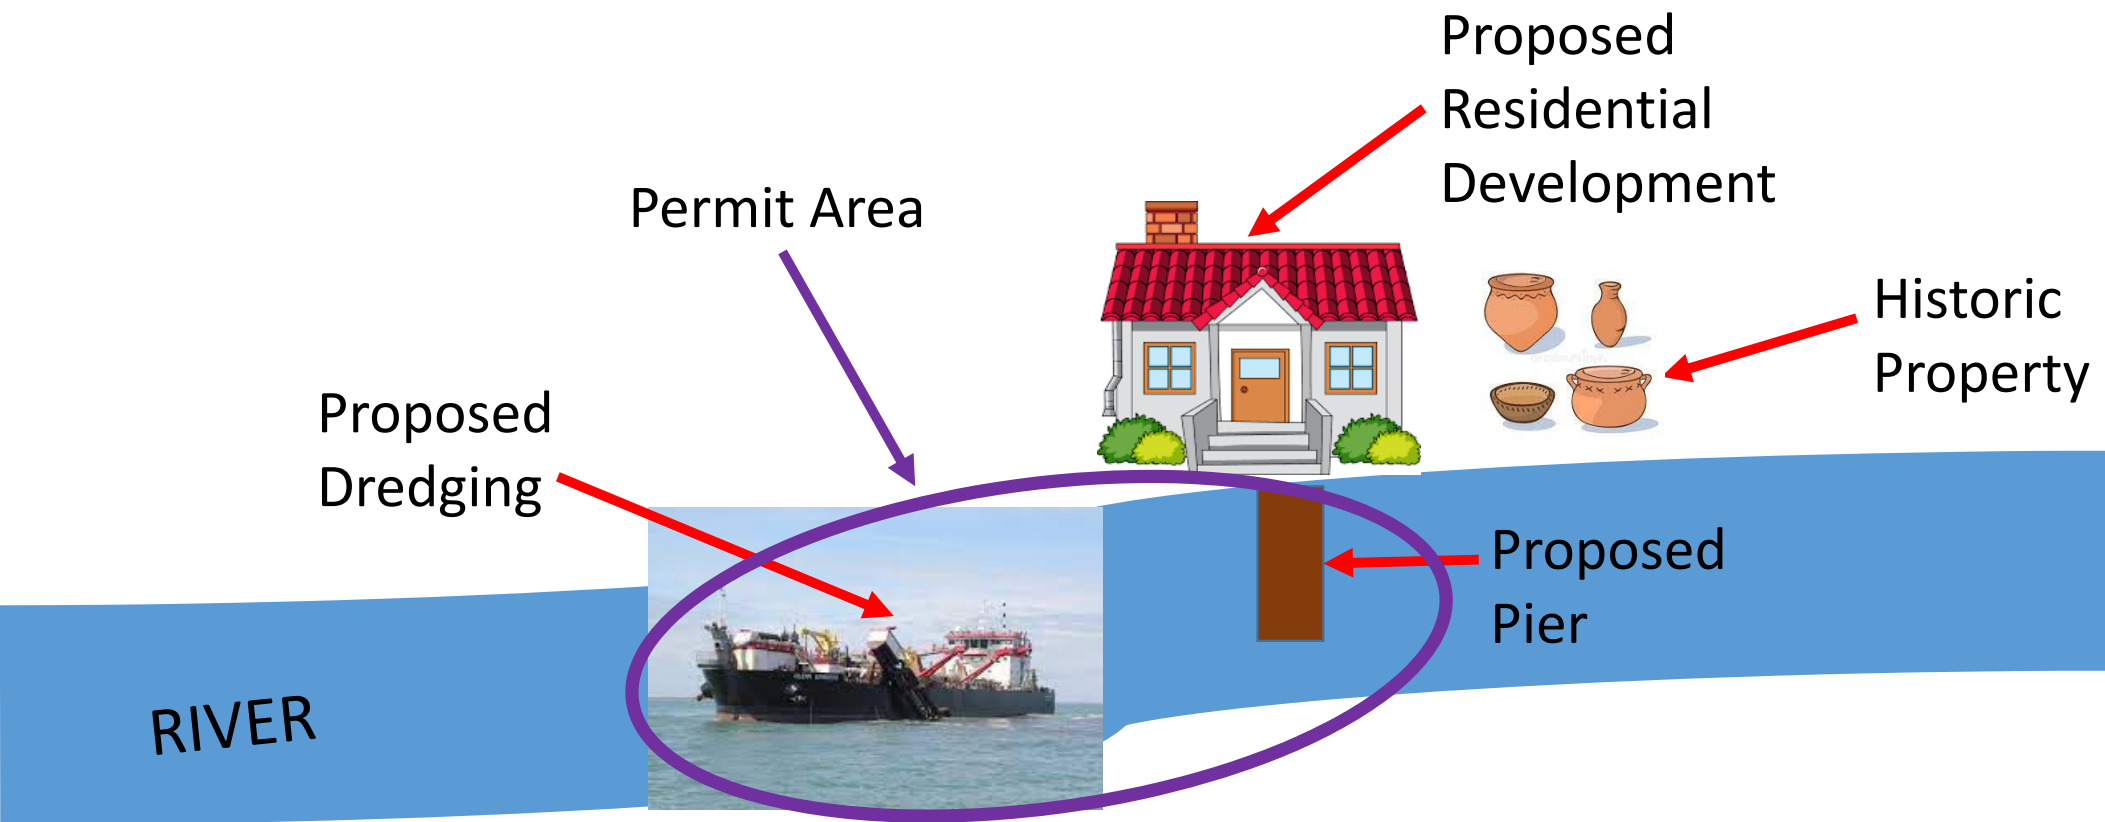 Proposed
Residential
Development
Permit Area
Historic
Property
Proposed
Dredging
Proposed
Pier
RIVER